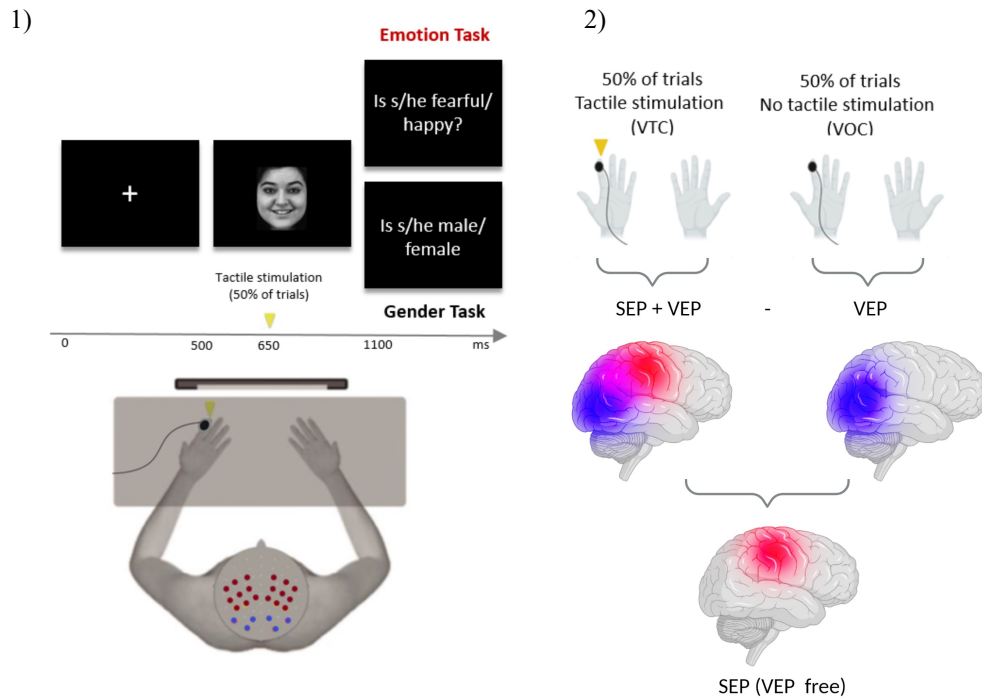 1)
Emotion Task
Is s/he fearful/
happy?
+
Is s/he male/
female
Tactile stimulation
(50% of trials)
Gender Task
0
500
650
1100
ms
2)
50% of trials
Tactile stimulation
(VTC)
50% of trials
No tactile stimulation
(VOC)
SEP + VEP
-
VEP
SEP (VEP free)